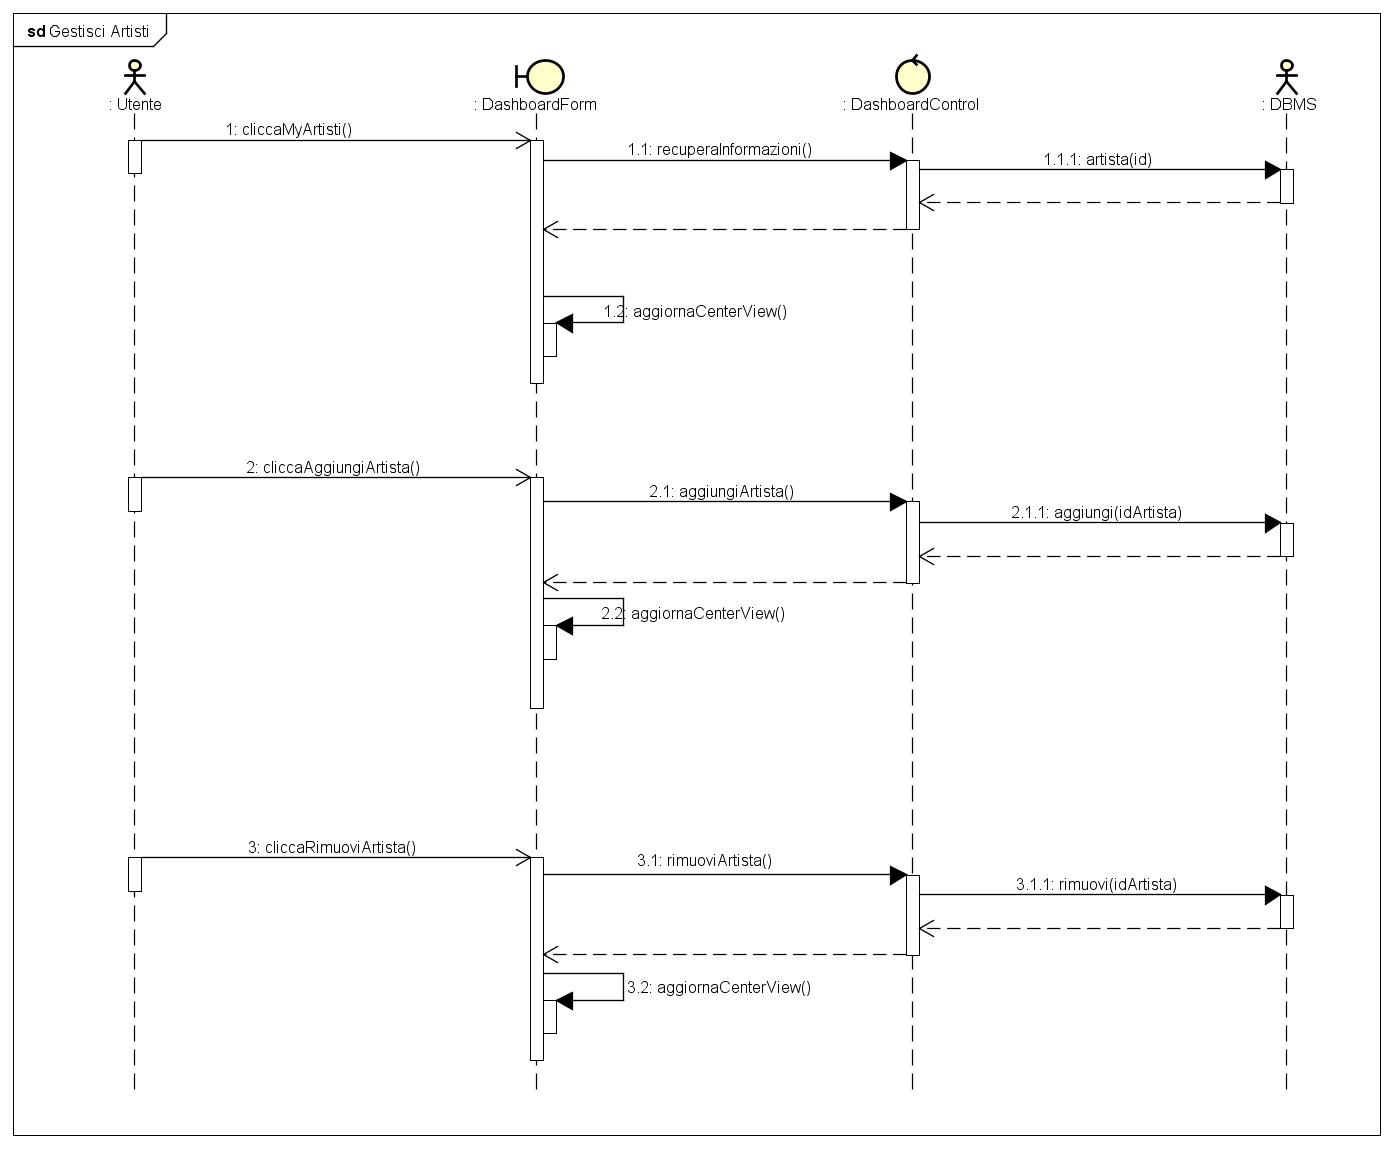 sd Gestisci Artisti
: Utente
: DashboardForm
: DashboardControl
: DBMS
1: cliccaMyArtisti()
1.1: recuperaInformazioni()
1.1.1: artista(id)
1.2: aggiornaCenterView()
2: cliccaAggiungiArtista()
2.1: aggiungiArtista()
2.1.1: aggiungi(idArtista)
2.2: aggiornaCenterView()
3: cliccaRimuoviArtista()
3.1: rimuoviArtista()
3.1.1: rimuovi(idArtista)
3.2: aggiornaCenterView()